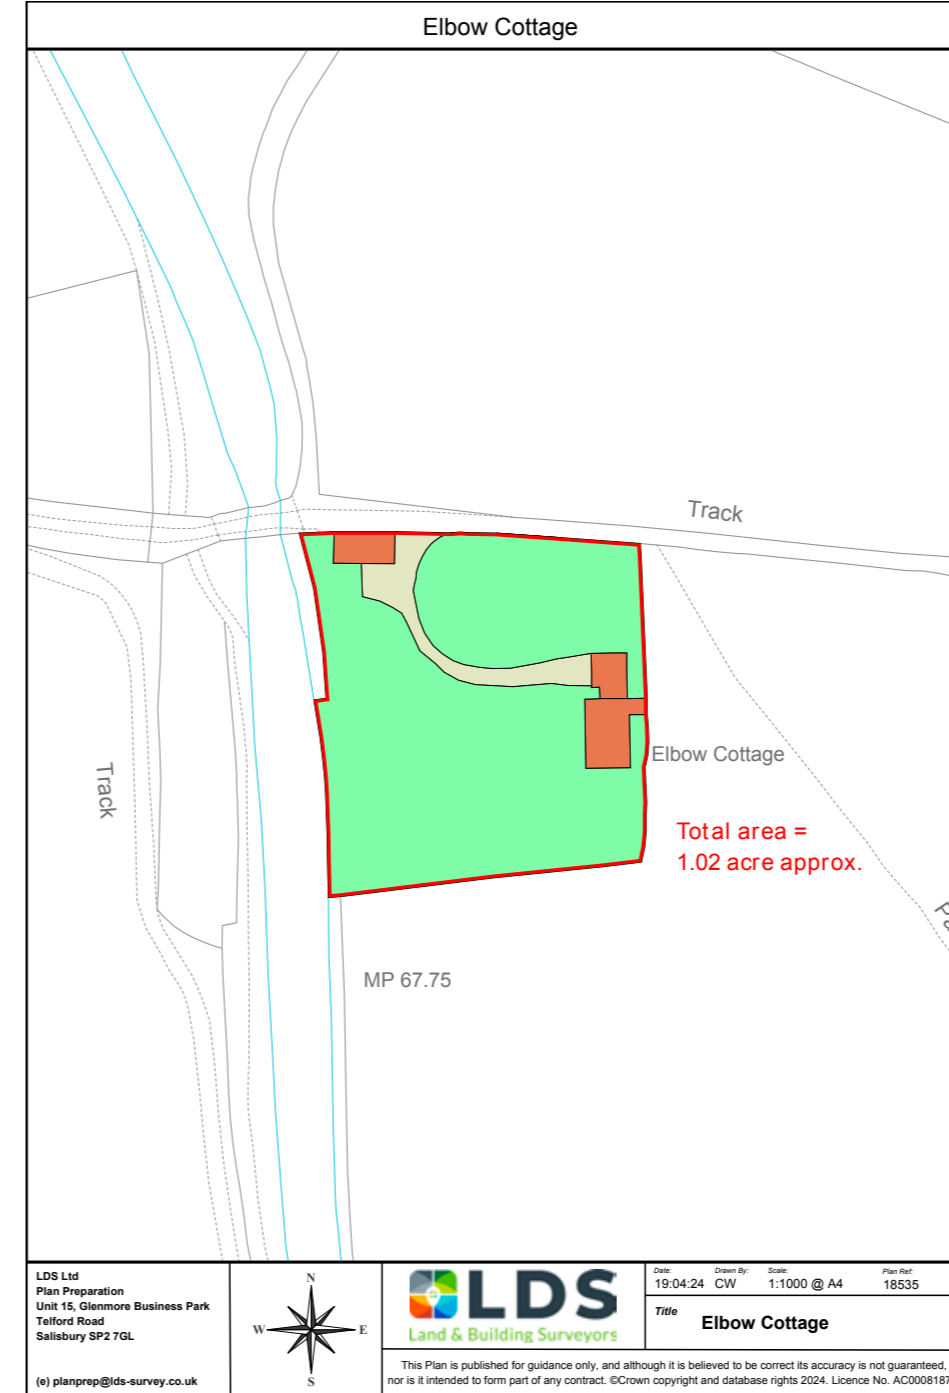 Elbow Cottage
Track
Elbow Cottage
Track
Total area =
1.02 acre approx.
MP 67.75
LDS Ltd
Plan Preparation
Unit 15, Glenmore Business Park
Telford Road
Salisbury SP2 7GL
(e) planprep@lds-survey.co.uk
N
W E
S
LDS
Land & Building Surveyors
Date: Drawn By: Scale: Plan Ref:
19:04:24 CW 1:1000 @ A4 18535
Title
Elbow Cottage
This Plan is published for guidance only, and although it is believed to be correct its accuracy is not guaranteed,
nor is it intended to form part of any contract. ©Crown copyright and database rights 2024. Licence No.